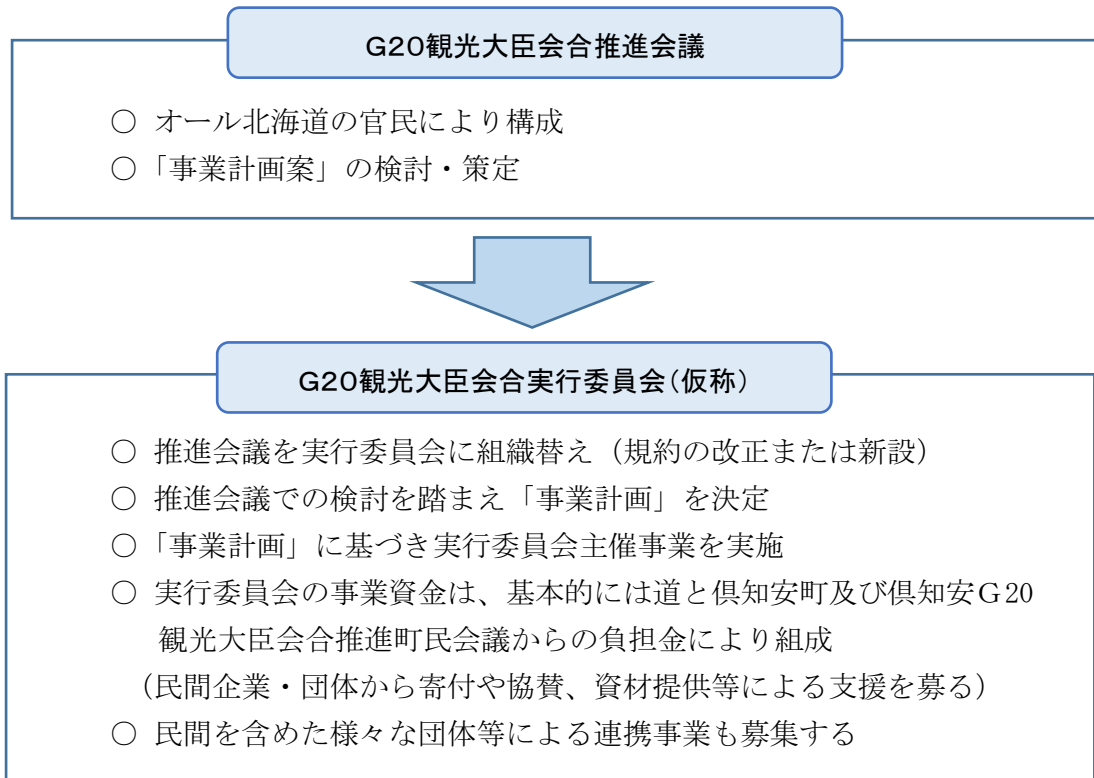 G20観光大臣会合推進会議
○ オール北海道の官民により構成
○「事業計画案」の検討・策定
G20観光大臣会合実行委員会(仮称)
○ 推進会議を実行委員会に組織替え（規約の改正または新設）
○ 推進会議での検討を踏まえ「事業計画」を決定
○「事業計画」に基づき実行委員会主催事業を実施
○ 実行委員会の事業資金は、基本的には道と倶知安町及び倶知安G20
観光大臣会合推進町民会議からの負担金により組成
（民間企業・団体から寄付や協賛、資材提供等による支援を募る）
○ 民間を含めた様々な団体等による連携事業も募集する